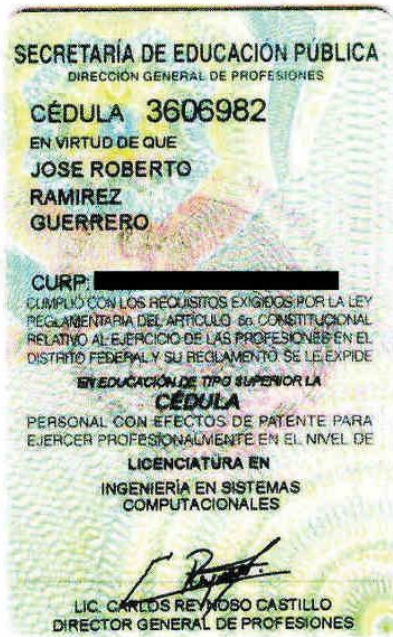 SECRETARÍA DE EDUCACIÓN PÚBLICA
DIRECCIÓN GENERAL DE PROFESIONES
CÉDULA 3606982
EN VIRTUD DE QUE
JOSE ROBERTO
RAMIREZ
GUERRERO
CURP:
CUMPLIO CON LOS REQUISITOS EXIGIDOS POR LA LEY
REGLAMENTARIA DEL ARTÍCULO 5o. CONSTITUCIONAL
RELATIVO AL EJERCICIO DE LAS PROFESIONES EN EL
DISTRITO FEDERAL Y SU REGLAMENTO SE LE EXPIDE
EN EDUCACIÓN DE TIPO SUPERIOR LA
CÉDULA
PERSONAL CON EFECTOS DE PATENTE PARA
EJERCER PROFESIONALMENTE EN EL NIVEL DE
LICENCIATURA EN
INGENIERÍA EN SISTEMAS
COMPUTACIONALES
LIC. CARLOS REYNOSO CASTILLO
DIRECTOR GENERAL DE PROFESIONES